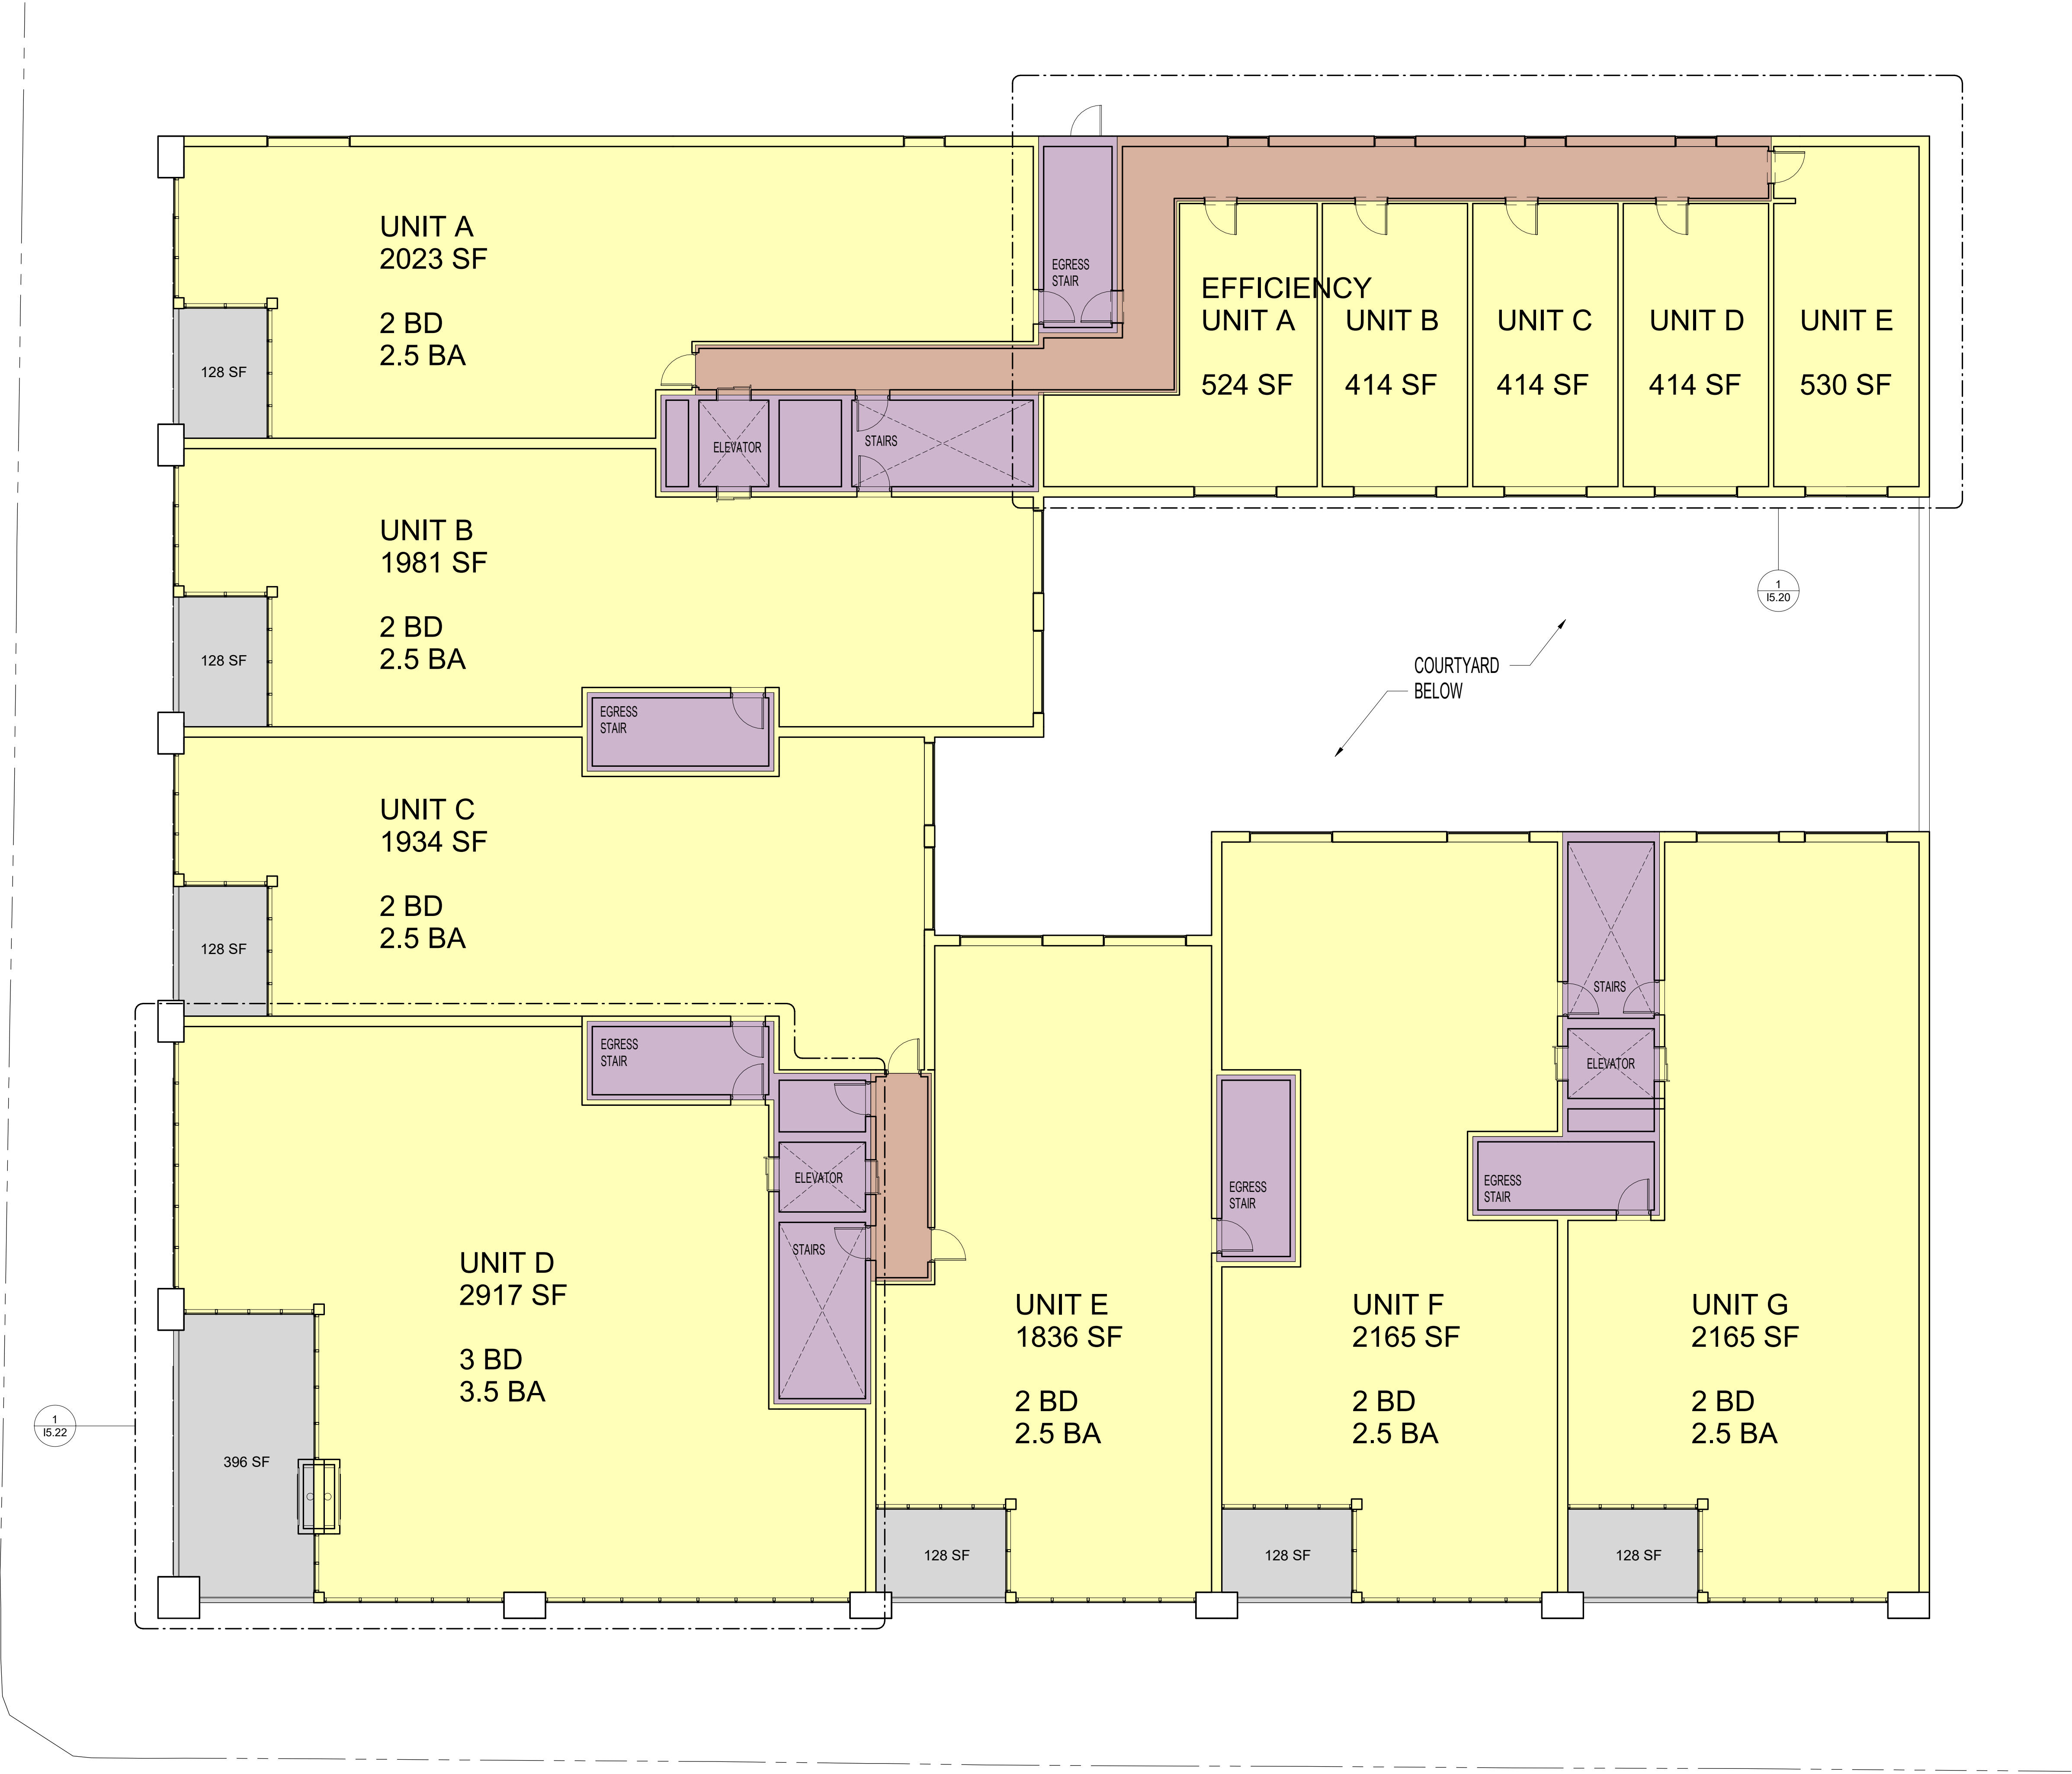 UNIT A
2023 SF
2 BD
2.5 BA
128 SF
EGRESS
STAIR
EFFICIENCY
UNIT A
524 SF
UNIT B
414 SF
UNIT C
414 SF
UNIT D
414 SF
UNIT E
530 SF
ELEVATOR
STAIRS
UNIT B
1981 SF
2 BD
2.5 BA
128 SF
EGRESS
STAIR
1
I5.20
COURTYARD
BELOW
UNIT C
1934 SF
2 BD
2.5 BA
128 SF
EGRESS
STAIR
ELEVATOR
STAIRS
UNIT D
2917 SF
3 BD
3.5 BA
396 SF
1
I5.22
UNIT E
1836 SF
2 BD
2.5 BA
128 SF
EGRESS
STAIR
UNIT F
2165 SF
2 BD
2.5 BA
128 SF
STAIRS
ELEVATOR
EGRESS
STAIR
UNIT G
2165 SF
2 BD
2.5 BA
128 SF